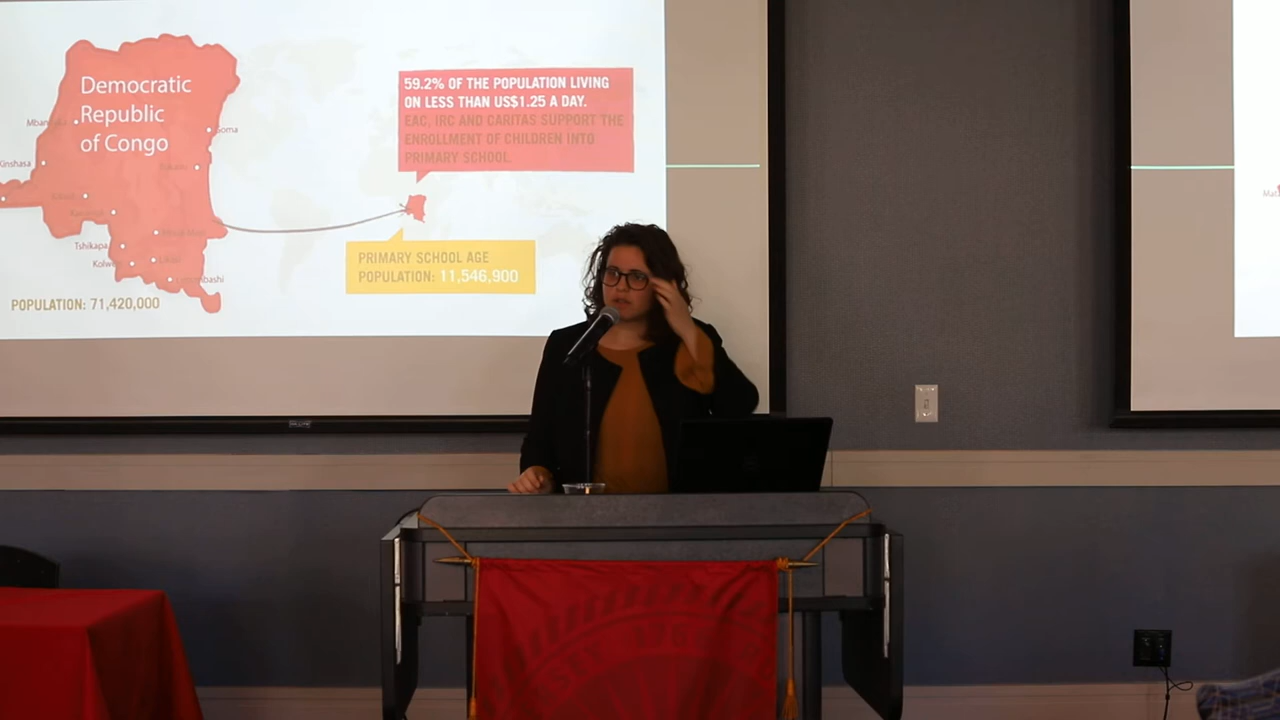 Democratic
Republic
of Congo
Goma
Kinshasa
Tshikapa
POPULATION: 71,420,000
59.2% OF THE POPULATION LIVING
ON LESS THAN US$1.25 A DAY.
EAC, IRC AND CARITAS SUPPORT THE
ENROLLMENT OF CHILDREN INTO
PRIMARY SCHOOL.
PRIMARY SCHOOL AGE
POPULATION: 11,546,900